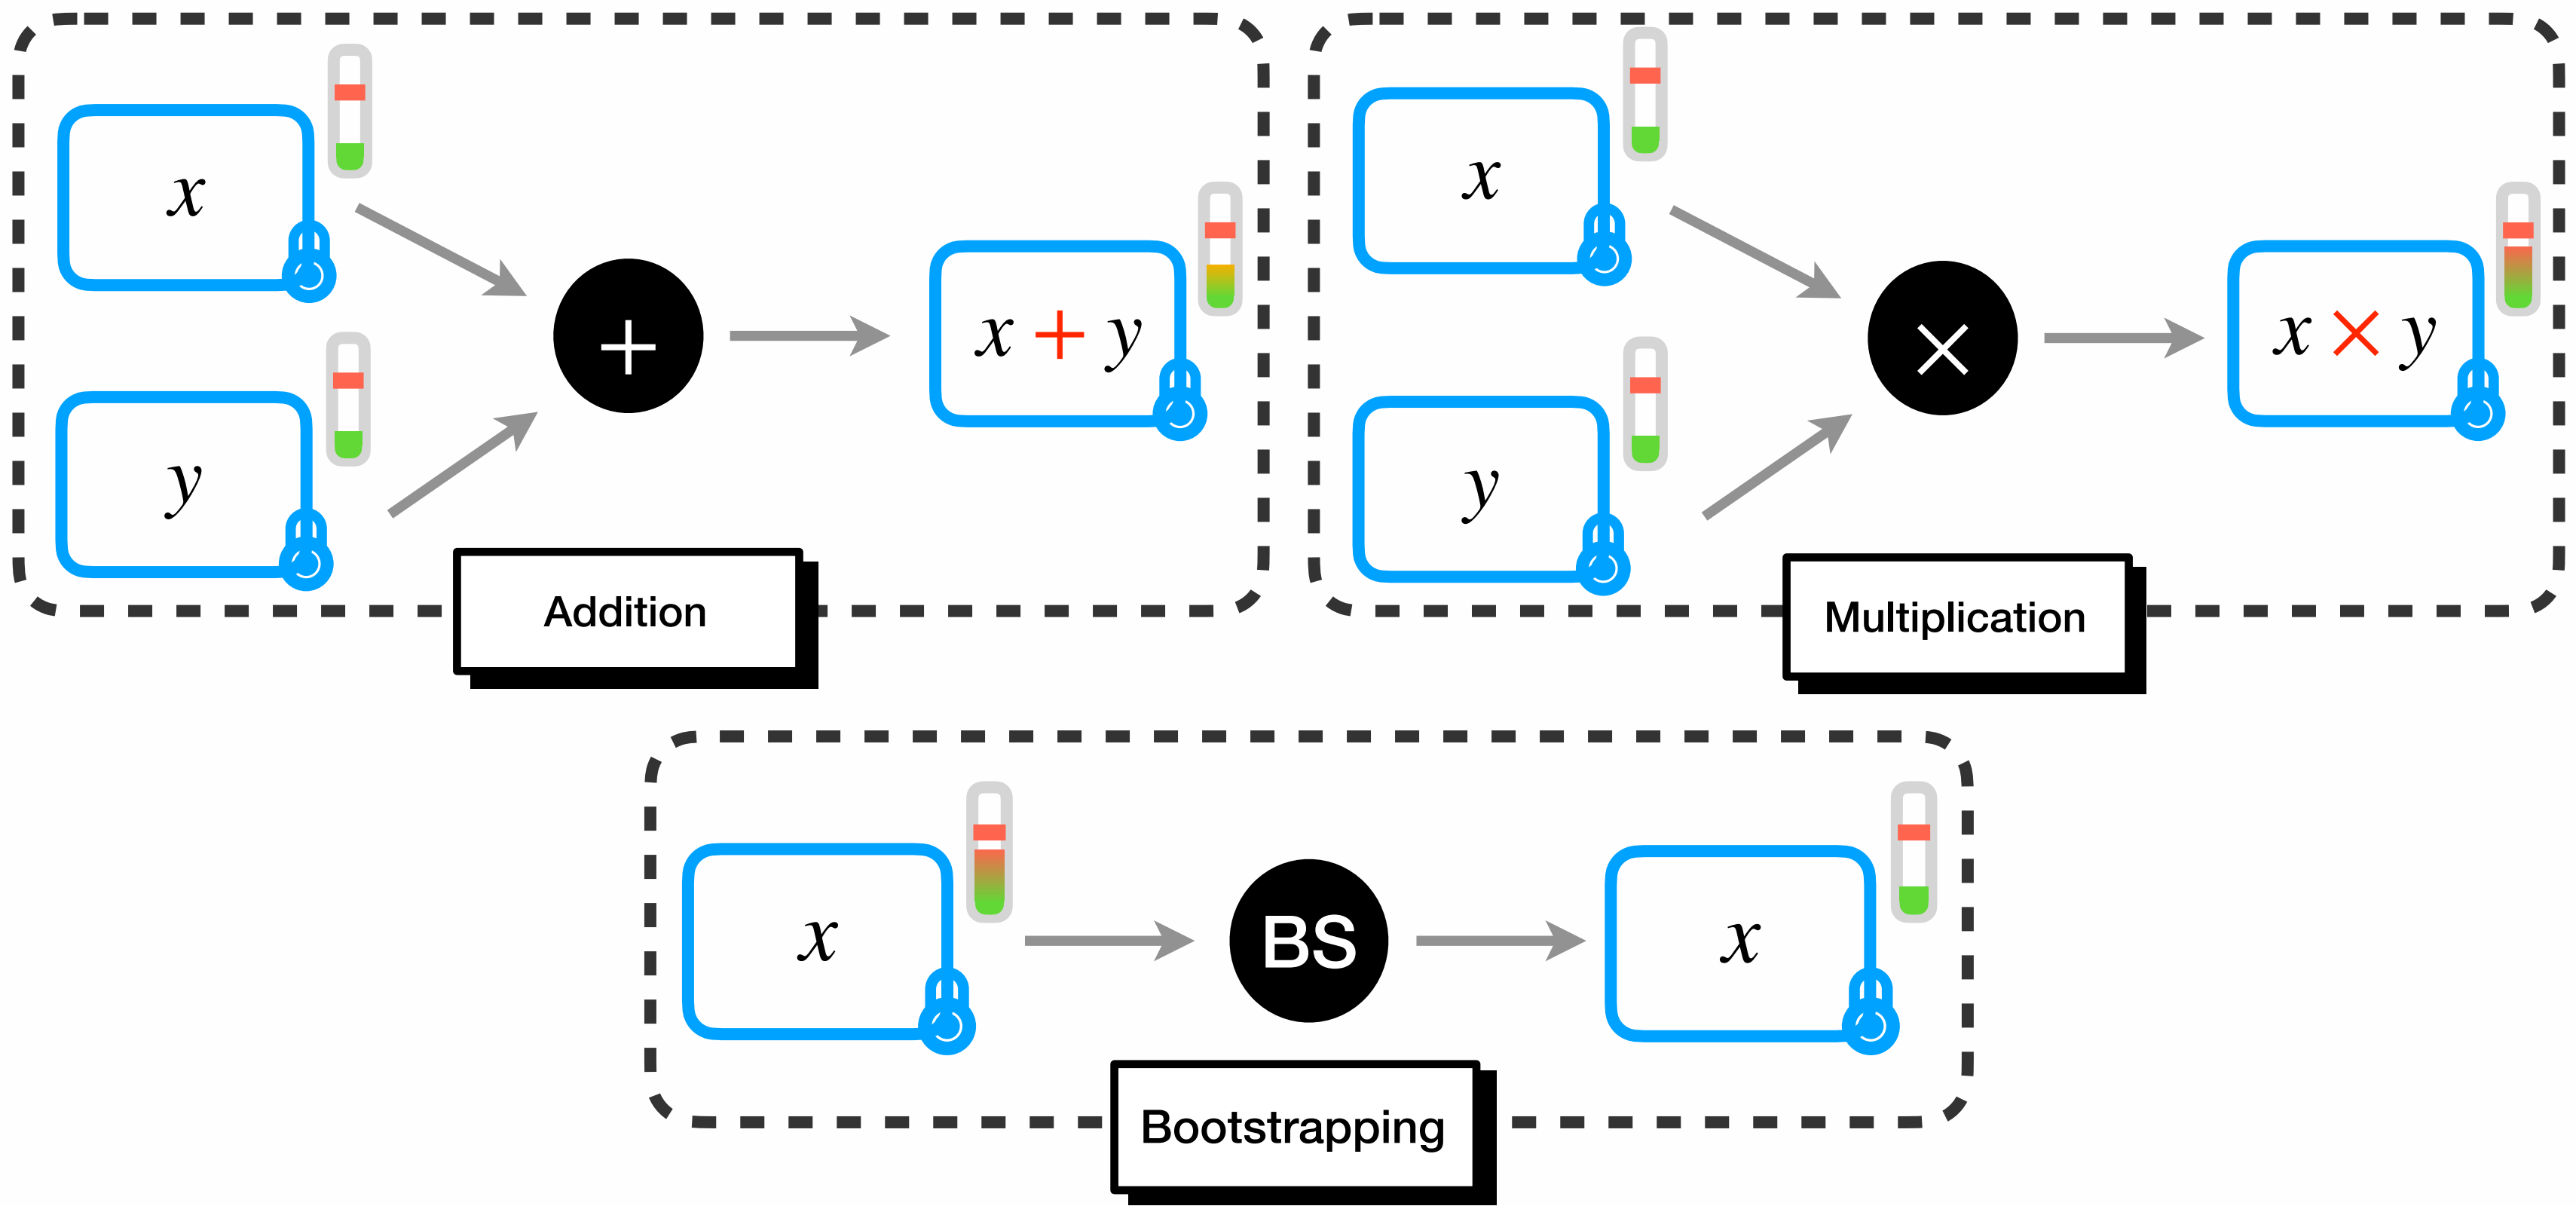 x
y
+
x + y
Addition
x
y
×
x × y
Multiplication
x
BS
x
Bootstrapping